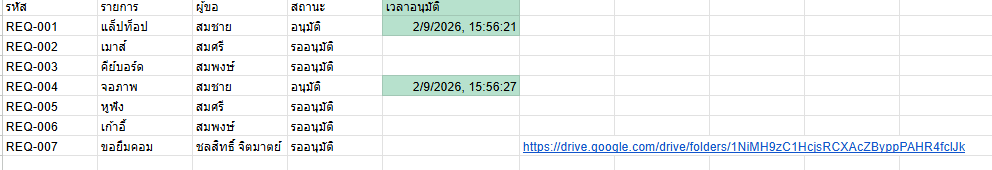 รหัส รายการ ผู้ขอ สถานะ เวลาอนุมัติ
REQ-001 แล็ปท็อป สมชาย อนุมัติ 2/9/2026, 15:56:21
REQ-002 เมาส์ สมศรี รออนุมัติ
REQ-003 คีย์บอร์ด สมพงษ์ รออนุมัติ
REQ-004 จอภาพ สมชาย อนุมัติ 2/9/2026, 15:56:27
REQ-005 หูฟัง สมศรี รออนุมัติ
REQ-006 เก้าอี้ สมพงษ์ รออนุมัติ
REQ-007 ขอยืมคอม ชลสิทธิ์ จิตมาตย์ รออนุมัติ https://drive.google.com/drive/folders/1NiMH9zC1HcjsRCXAcZByppPAHR4fclJk